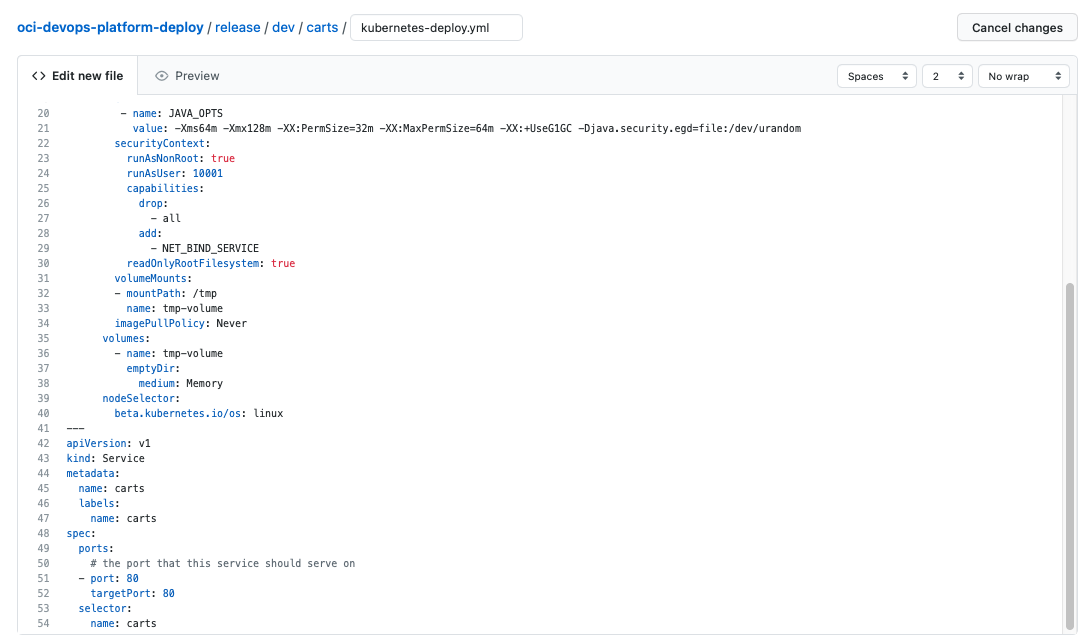 oci-devops-platform-deploy / release / dev / carts / kubernetes-deploy.yml Cancel changes
<> Edit new file Preview Spaces 2 No wrap
20 - name: JAVA_OPTS
21 value: -Xms64m -Xmx128m -XX:PermSize=32m -XX:MaxPermSize=64m -XX:+UseG1GC -Djava.security.egd=file:/dev/urandom
22 securityContext:
23 runAsNonRoot: true
24 runAsUser: 10001
25 capabilities:
26 drop:
27 - all
28 add:
29 - NET_BIND_SERVICE
30 readOnlyRootFilesystem: true
31 volumeMounts:
32 - mountPath: /tmp
33 name: tmp-volume
34 imagePullPolicy: Never
35 volumes:
36 - name: tmp-volume
37 emptyDir:
38 medium: Memory
39 nodeSelector:
40 beta.kubernetes.io/os: linux
41 ---
42 apiVersion: v1
43 kind: Service
44 metadata:
45 name: carts
46 labels:
47 name: carts
48 spec:
49 ports:
50 # the port that this service should serve on
51 - port: 80
52 targetPort: 80
53 selector:
54 name: carts